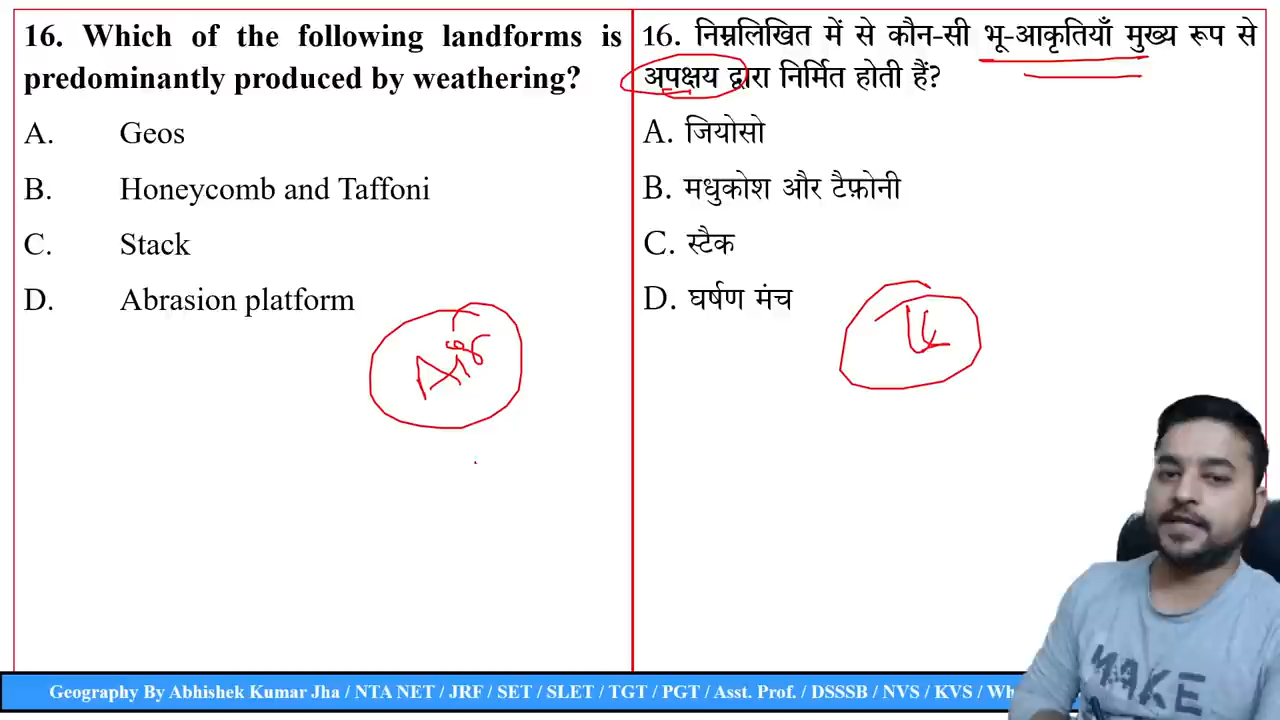 16. Which of the following landforms is
predominantly produced by weathering?
A. Geos
B. Honeycomb and Taffoni
C. Stack
D. Abrasion platform
Air
16. निम्नलिखित में से कौन-सी भू-आकृतियाँ मुख्य रूप से
अपक्षय द्वारा निर्मित होती हैं?
A. जियोसो
B. मधुकोश और टैफ़ोनी
C. स्टैक
D. घर्षण मंच
Geography By Abhishek Kumar Jha / NTA NET / JRF / SET / SLET / TGT / PGT / Asst. Prof. / DSSSB / NVS / KVS /
MAKE